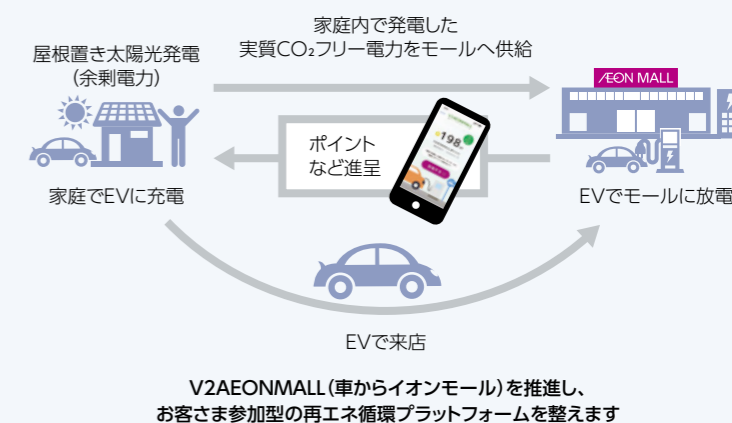 家庭内で発電した
実質CO₂フリー電力をモールへ供給
屋根置き太陽光発電
(余剰電力)
ÆON MALL
ポイント
など進呈
198
家庭でEVに充電
EVでモールに放電
EVで来店
V2AEONMALL(車からイオンモール)を推進し、
お客さま参加型の再エネ循環プラットフォームを整えます